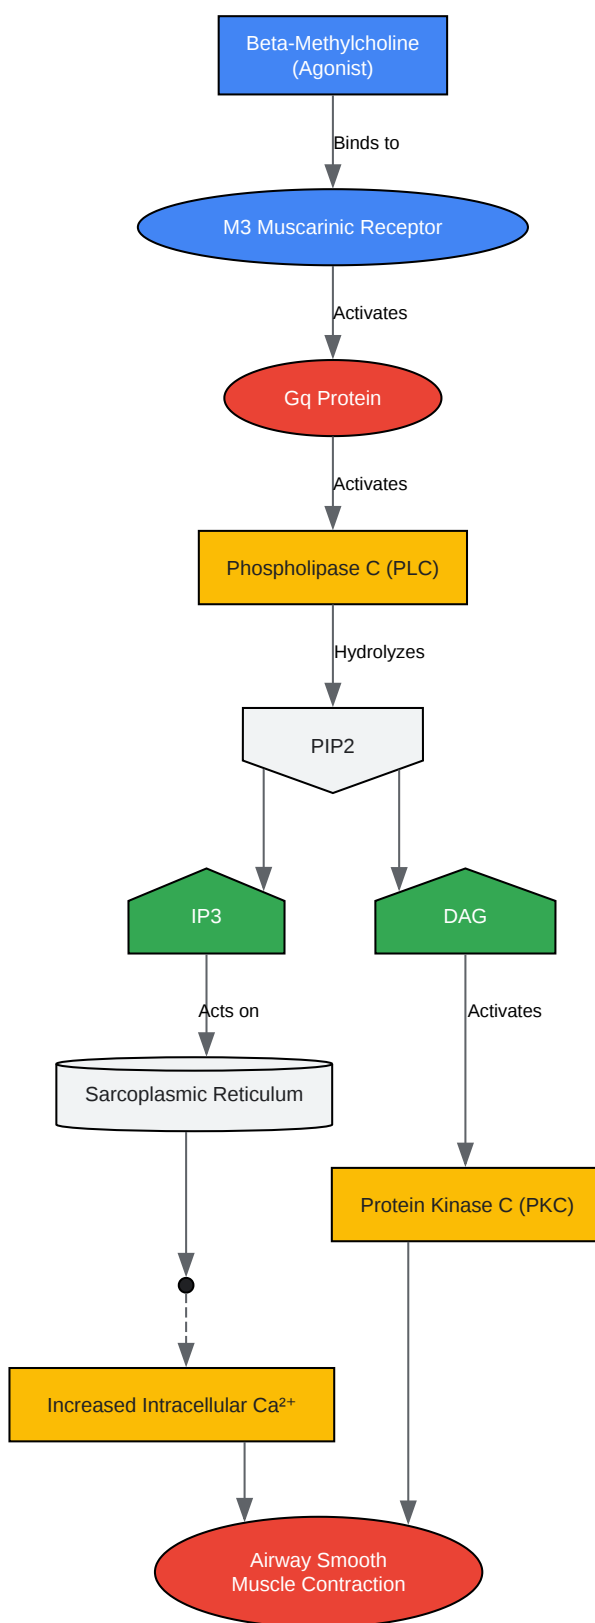 Beta-Methylcholine
(Agonist)
Binds to
M3 Muscarinic Receptor
Activates
Gq Protein
Activates
Phospholipase C (PLC)
Hydrolyzes
PIP2
IP3
DAG
Acts on
Activates
Sarcoplasmic Reticulum
Protein Kinase C (PKC)
Increased Intracellular Ca²⁺
Airway Smooth
Muscle Contraction